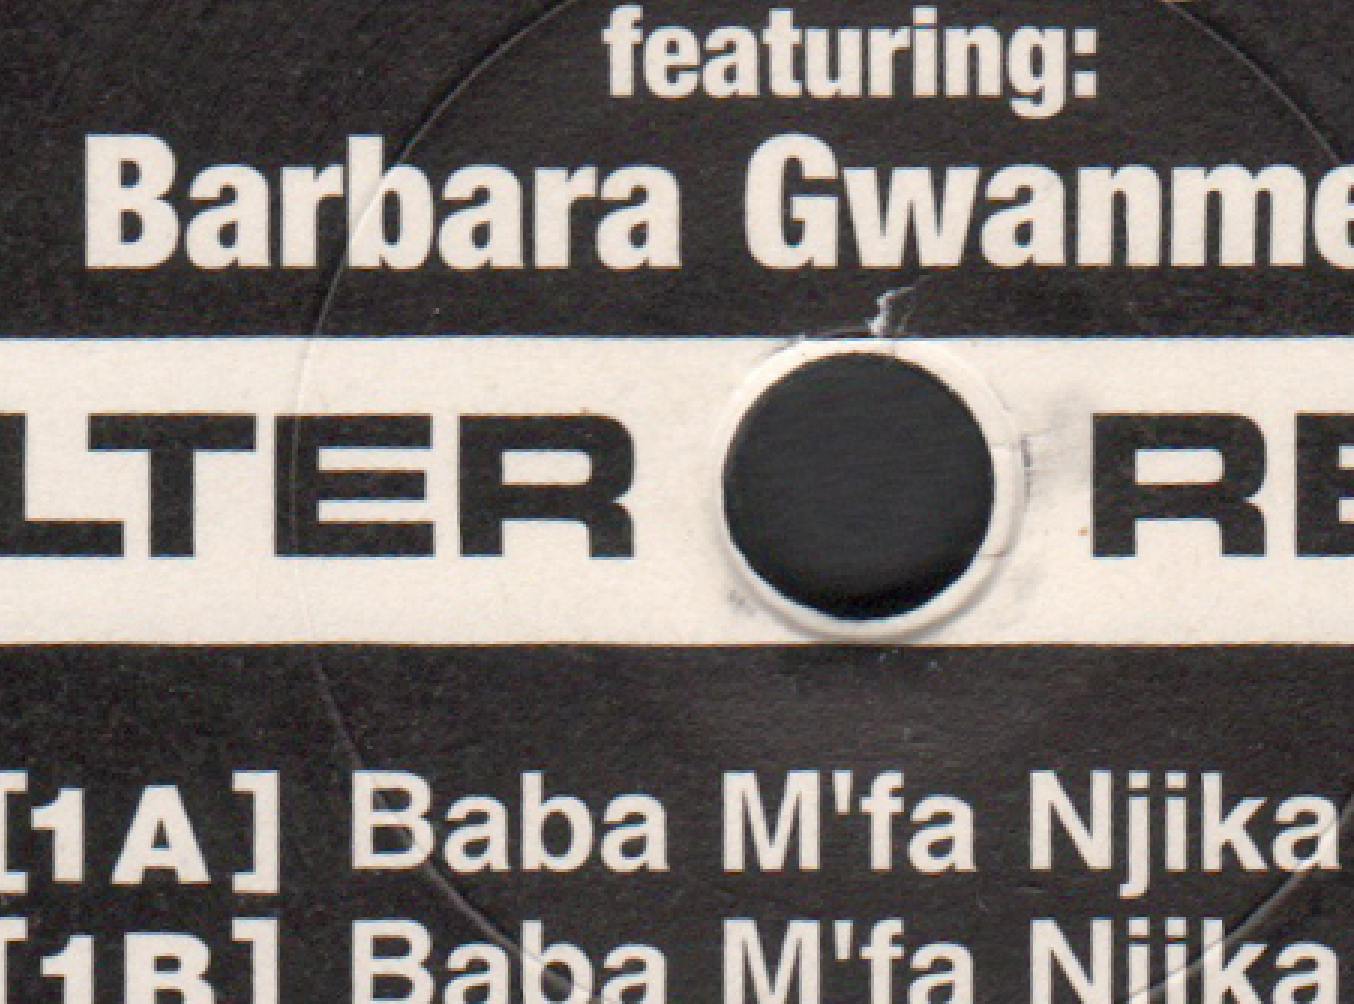 featuring:
Barbara Gwanme
LTER RE
[1A] Baba M'fa Njika
[1B] Baba M'fa Njika